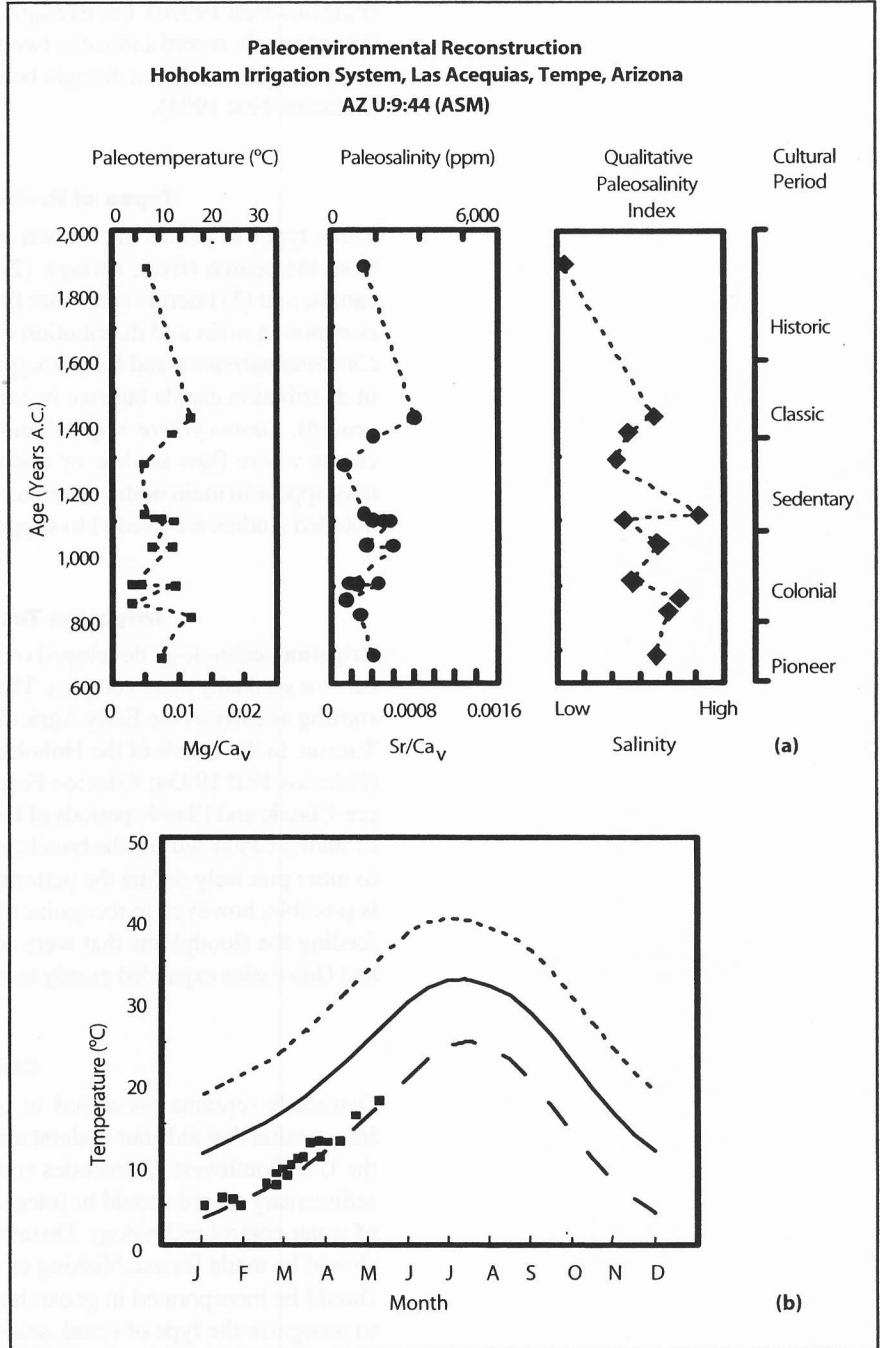 Paleoenvironmental Reconstruction
Hohokam Irrigation System, Las Acequias, Tempe, Arizona
AZ U:9:44 (ASM)
Paleotemperature (°C)
Paleosalinity (ppm)
Qualitative
Paleosalinity
Index
Cultural
Period
0 10 20 30
0 6,000
2,000
1,800
1,600
1,400
1,200
1,000
800
600
Age (Years A.C.)
Historic
Classic
Sedentary
Colonial
Pioneer
0 0.01 0.02
0 0.0008 0.0016
Low High
Mg/Cav
Sr/Cav
Salinity
(a)
50
40
30
20
10
0
Temperature (°C)
J F M A M J J A S O N D
Month
(b)